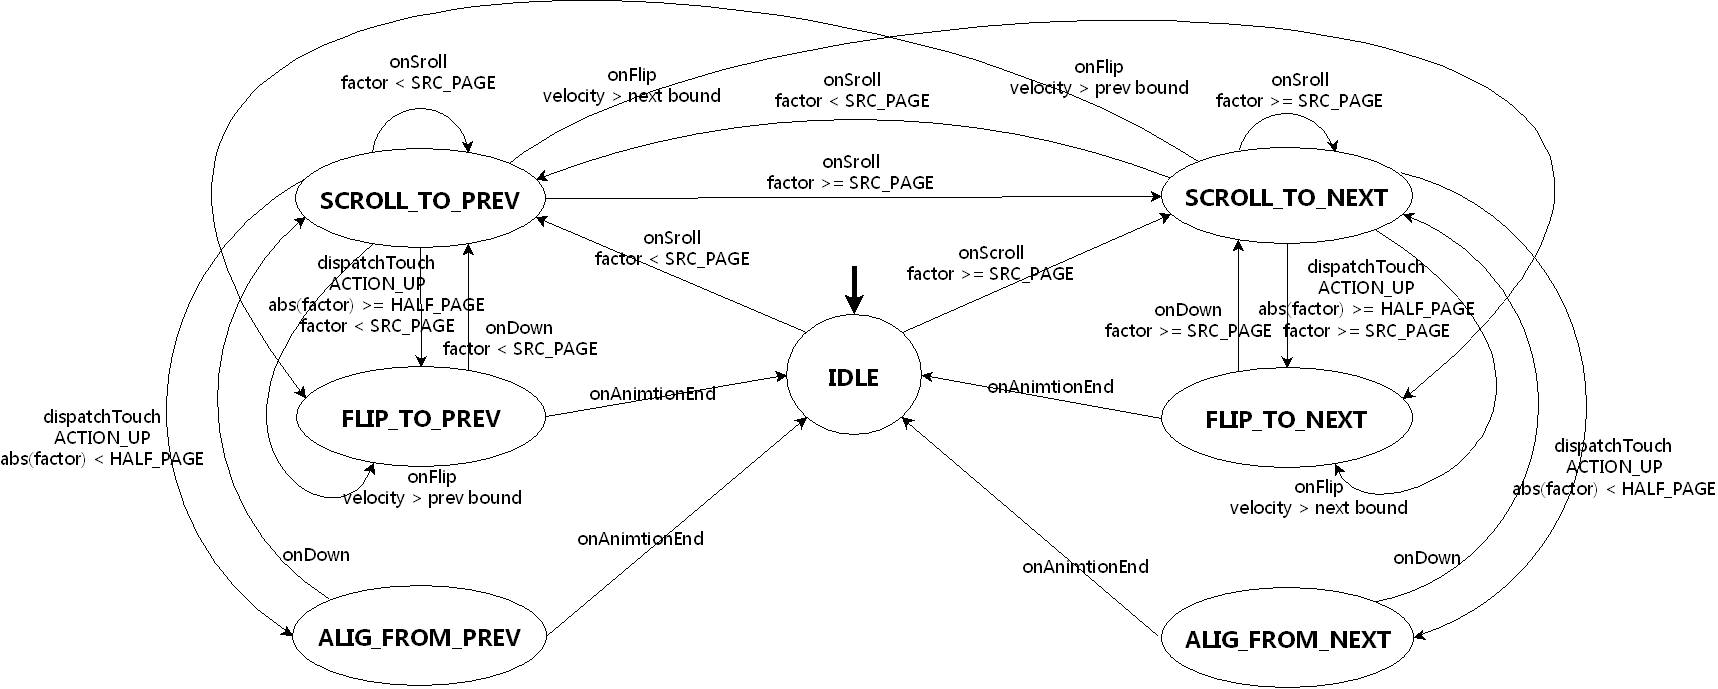 onSroll
factor < SRC_PAGE
onFlip
velocity > next bound
onSroll
factor < SRC_PAGE
onFlip
velocity > prev bound
onSroll
factor >= SRC_PAGE
onSroll
factor >= SRC_PAGE
SCROLL_TO_PREV
SCROLL_TO_NEXT
onSroll
factor < SRC_PAGE
onScroll
factor >= SRC_PAGE
dispatchTouch
ACTION_UP
abs(factor) >= HALF_PAGE
factor < SRC_PAGE
onDown
factor < SRC_PAGE
onDown
factor >= SRC_PAGE
dispatchTouch
ACTION_UP
abs(factor) >= HALF_PAGE
factor >= SRC_PAGE
IDLE
onAnimtionEnd
onAnimtionEnd
FLIP_TO_PREV
FLIP_TO_NEXT
dispatchTouch
ACTION_UP
abs(factor) < HALF_PAGE
onFlip
velocity > prev bound
onFlip
velocity > next bound
dispatchTouch
ACTION_UP
abs(factor) < HALF_PAGE
onDown
onAnimtionEnd
onAnimtionEnd
onDown
ALIG_FROM_PREV
ALIG_FROM_NEXT